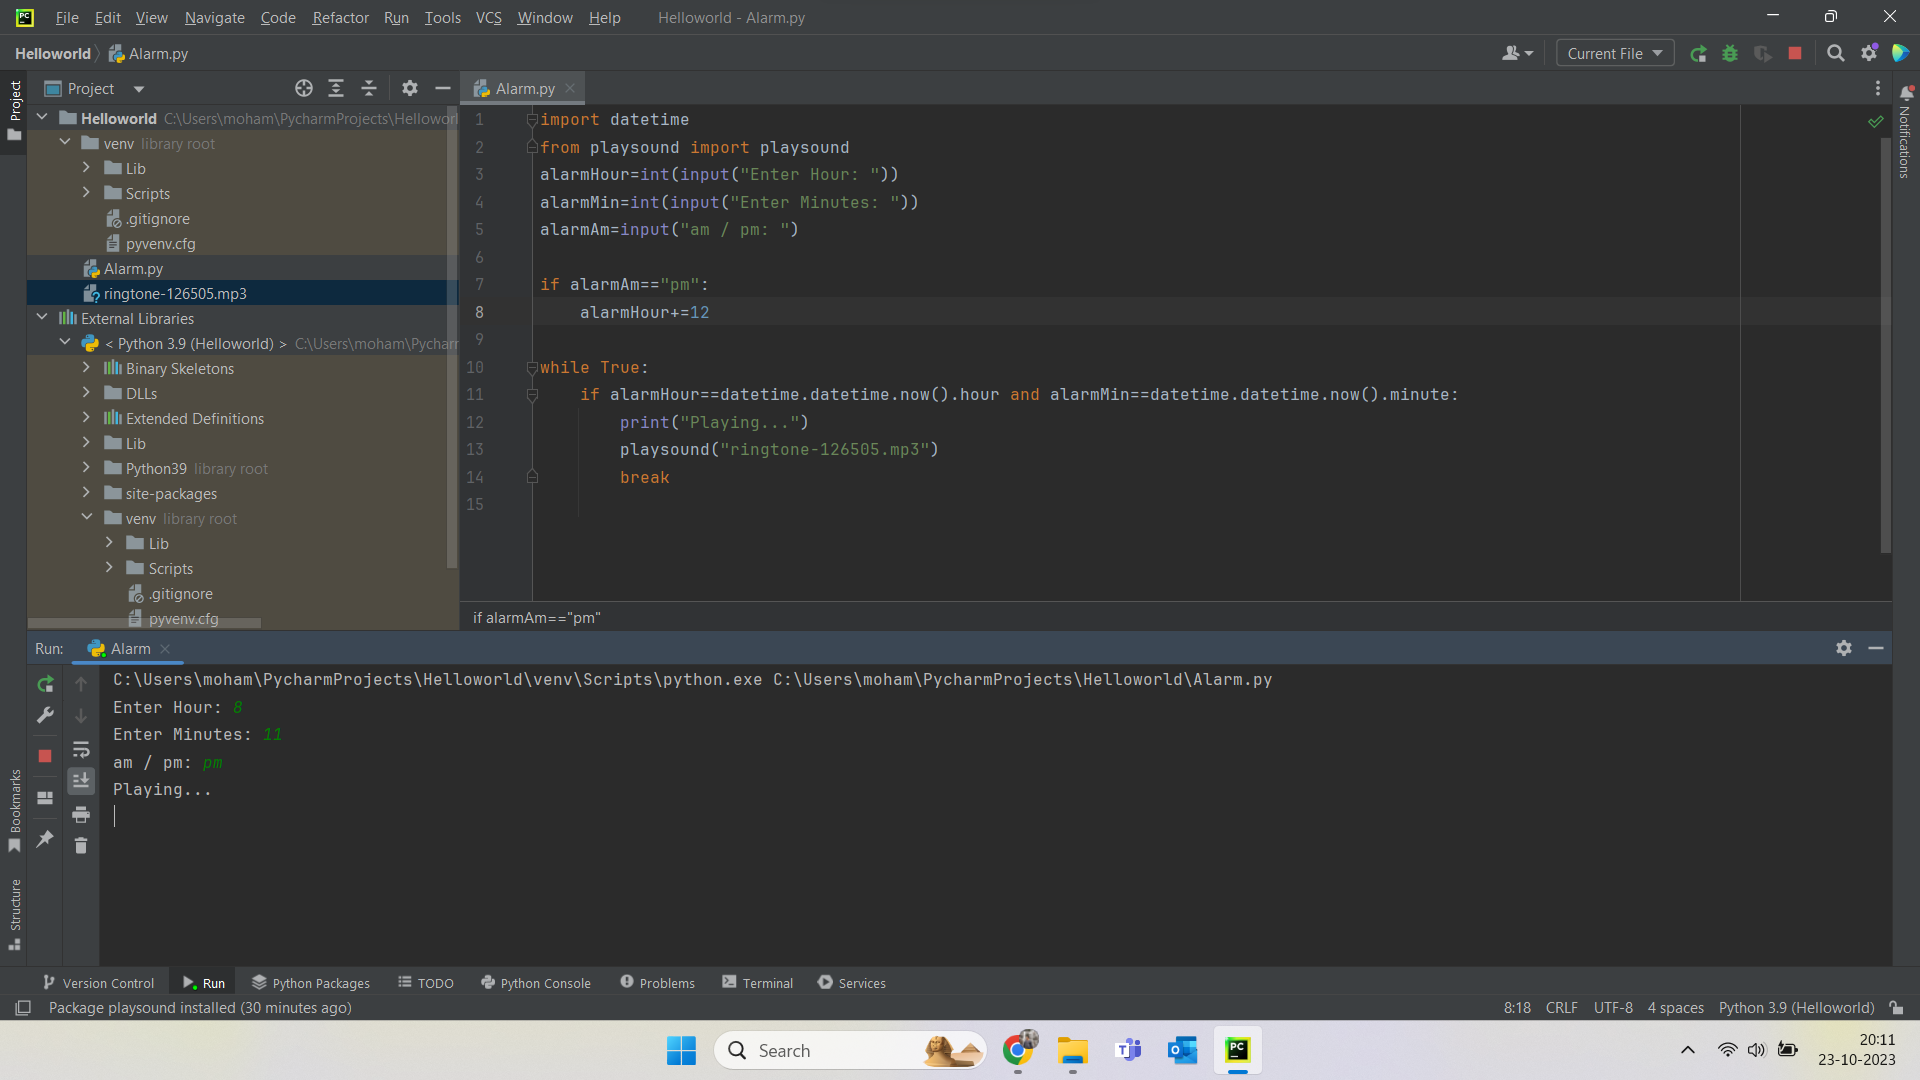 PC File Edit View Navigate Code Refactor Run Tools VCS Window Help Helloworld - Alarm.py
Helloworld Alarm.py Current File
Project Alarm.py
Project
Notifications
Helloworld C:\Users\moham\PycharmProjects\Helloworl
venv library root
Lib
Scripts
.gitignore
pyvenv.cfg
Alarm.py
ringtone-126505.mp3
External Libraries
< Python 3.9 (Helloworld) > C:\Users\moham\Pychar
Binary Skeletons
DLLs
Extended Definitions
Lib
Python39 library root
site-packages
venv library root
Lib
Scripts
.gitignore
pyvenv.cfg
1 import datetime
2 from playsound import playsound
3 alarmHour=int(input("Enter Hour: "))
4 alarmMin=int(input("Enter Minutes: "))
5 alarmAm=input("am / pm: ")
6
7 if alarmAm=="pm":
8 alarmHour+=12
9
10 while True:
11 if alarmHour==datetime.datetime.now().hour and alarmMin==datetime.datetime.now().minute:
12 print("Playing...")
13 playsound("ringtone-126505.mp3")
14 break
15
if alarmAm=="pm"
Run: Alarm
C:\Users\moham\PycharmProjects\Helloworld\venv\Scripts\python.exe C:\Users\moham\PycharmProjects\Helloworld\Alarm.py
Enter Hour: 8
Enter Minutes: 11
am / pm: pm
Playing...
Bookmarks
Structure
Version Control Run Python Packages TODO Python Console Problems Terminal Services
Package playsound installed (30 minutes ago) 8:18 CRLF UTF-8 4 spaces Python 3.9 (Helloworld)
Search PC 20:11
23-10-2023